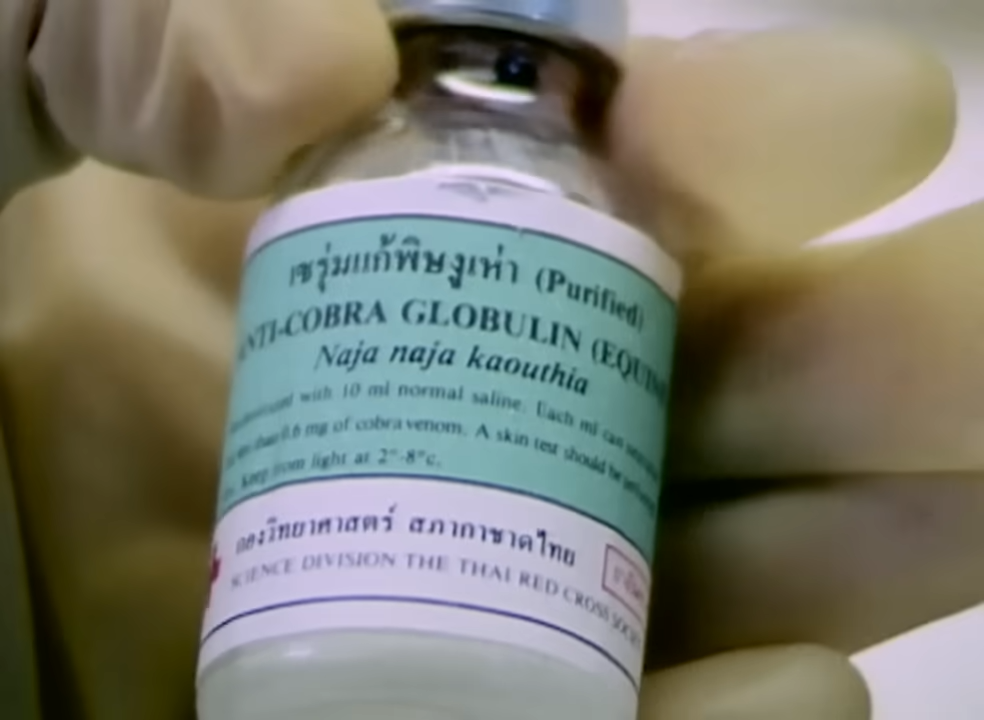 เซรุ่มแก้พิษงูเห่า (Purified)
ANTI-COBRA GLOBULIN (EQUI
Naja naja kaouthia
with 10 ml normal saline. Each ml can
than 0.6 mg of cobra venom. A skin test should be
Keep from light at 2°-8°c.
กองวิทยาศาสตร์ สภากาชาดไทย
SCIENCE DIVISION THE THAI RED CROSS SOCIETY